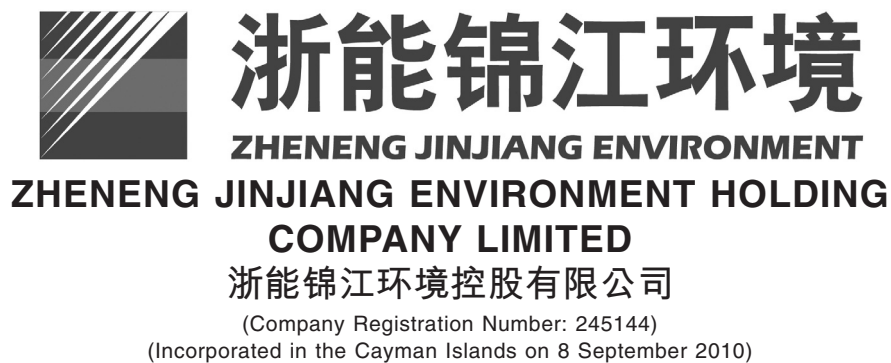 浙能锦江环境
ZHENENG JINJIANG ENVIRONMENT
ZHENENG JINJIANG ENVIRONMENT HOLDING
COMPANY LIMITED
浙能锦江环境控股有限公司
(Company Registration Number: 245144)
(Incorporated in the Cayman Islands on 8 September 2010)